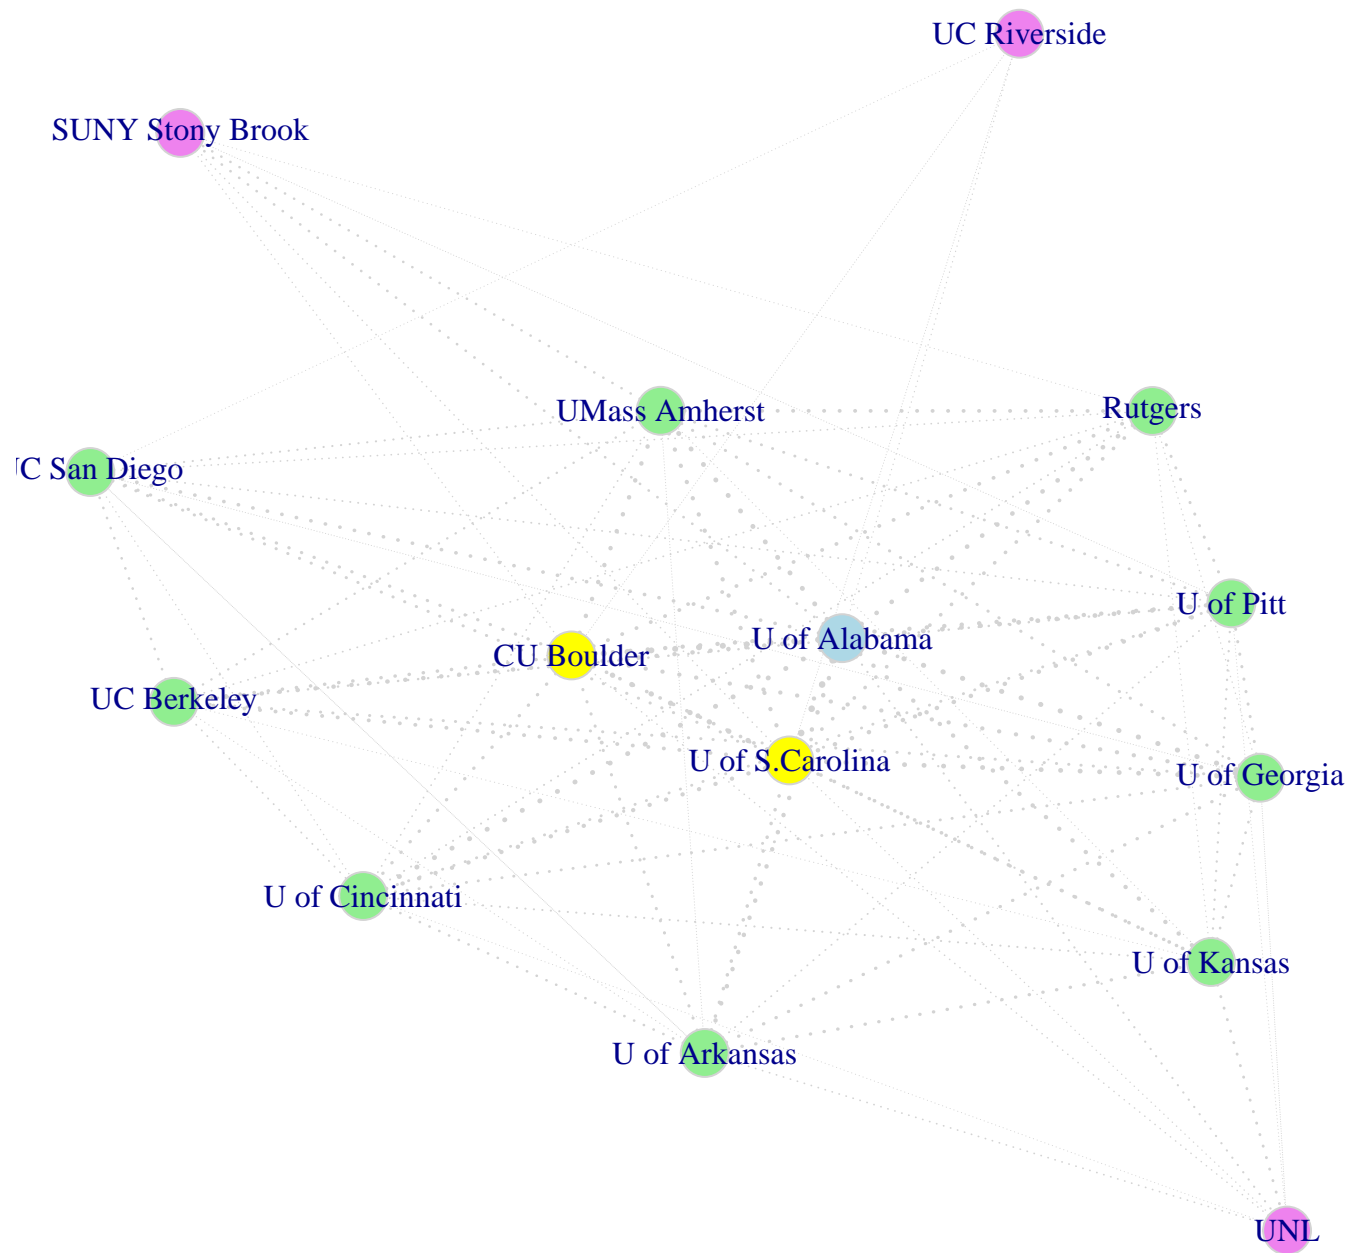 UC Riverside
SUNY Stony Brook
UMass Amherst
Rutgers
C San Diego
U of Pitt
U of Alabama
CU Boulder
UC Berkeley
U of S.Carolina
U of Georgia
U of Cincinnati
U of Kansas
U of Arkansas
UNL